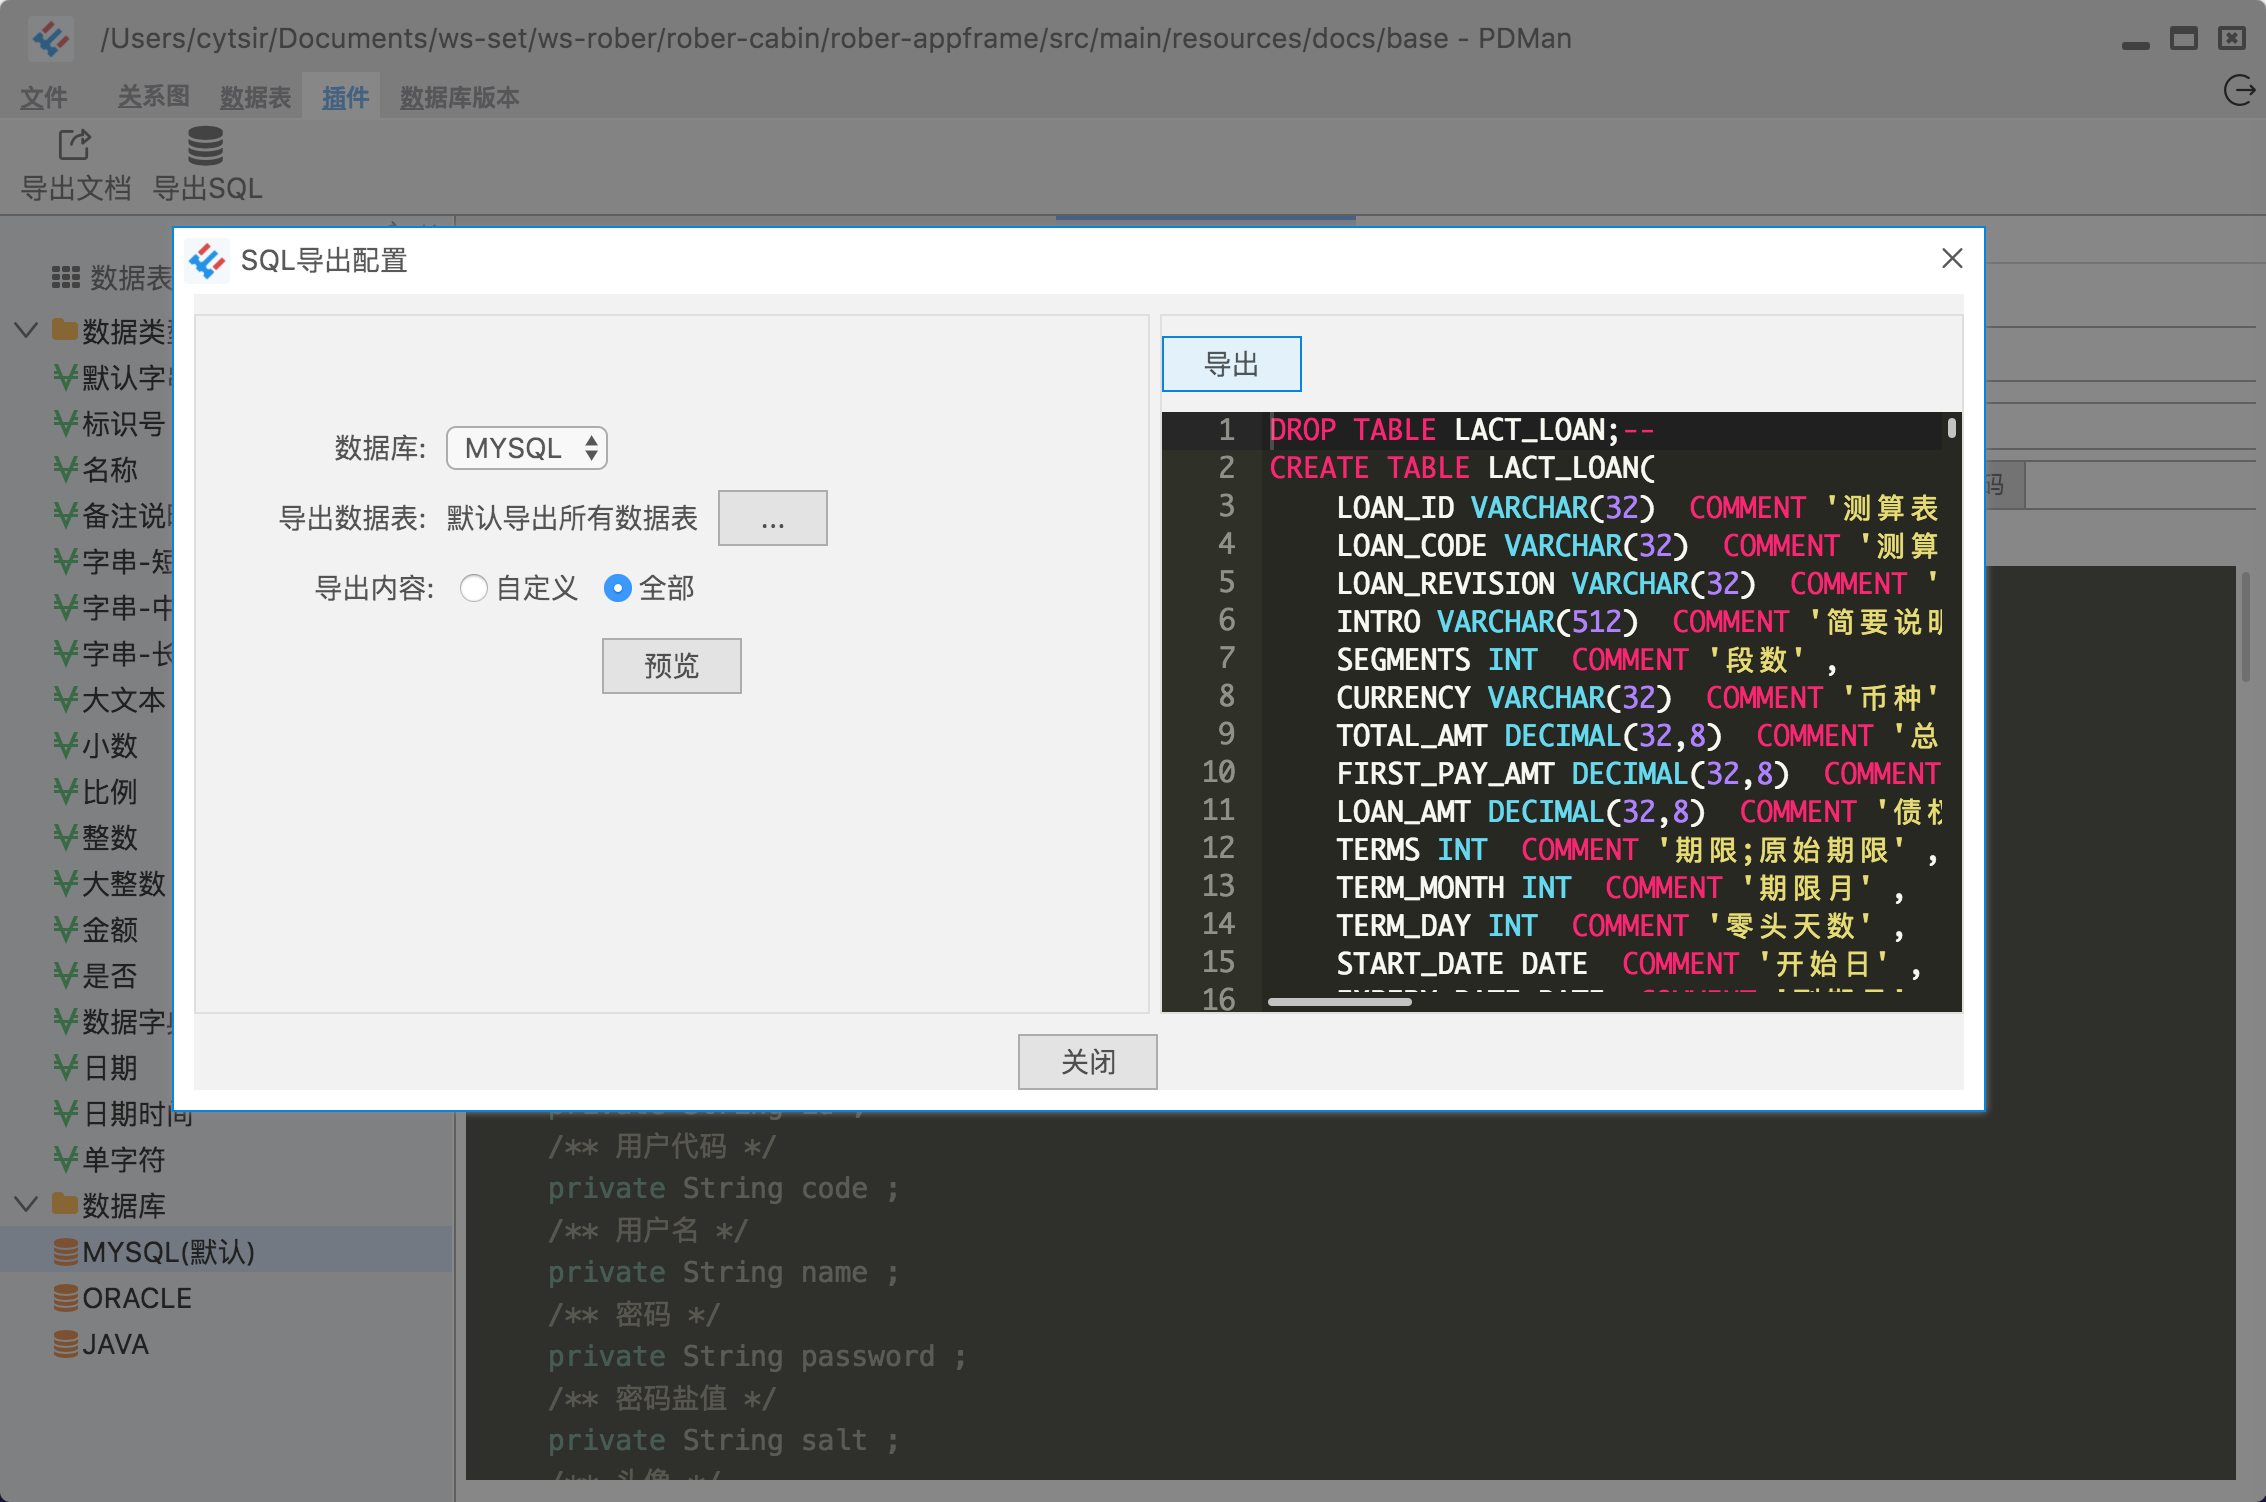 /Users/cytsir/Documents/ws-set/ws-rober/rober-cabin/rober-appframe/src/main/resources/docs/base - PDMan
文件 关系图 数据表 插件 数据库版本
导出文档 导出SQL
数据表
数据类
默认字
标识号
名称
备注说
字串-短
字串-中
字串-长
大文本
小数
比例
整数
大整数
金额
是否
数据字
日期
日期时间
单字符
数据库
MYSQL(默认)
ORACLE
JAVA
SQL导出配置
数据库: MYSQL
导出数据表: 默认导出所有数据表 ...
导出内容: 自定义 全部
预览
导出
1 DROP TABLE LACT_LOAN;--
2 CREATE TABLE LACT_LOAN(
3 LOAN_ID VARCHAR(32) COMMENT '测算表
4 LOAN_CODE VARCHAR(32) COMMENT '测算
5 LOAN_REVISION VARCHAR(32) COMMENT '
6 INTRO VARCHAR(512) COMMENT '简要说明
7 SEGMENTS INT COMMENT '段数' ,
8 CURRENCY VARCHAR(32) COMMENT '币种'
9 TOTAL_AMT DECIMAL(32,8) COMMENT '总
10 FIRST_PAY_AMT DECIMAL(32,8) COMMENT
11 LOAN_AMT DECIMAL(32,8) COMMENT '债权
12 TERMS INT COMMENT '期限;原始期限' ,
13 TERM_MONTH INT COMMENT '期限月' ,
14 TERM_DAY INT COMMENT '零头天数' ,
15 START_DATE DATE COMMENT '开始日' ,
16
关闭
码
/** 用户代码 */
private String code ;
/** 用户名 */
private String name ;
/** 密码 */
private String password ;
/** 密码盐值 */
private String salt ;